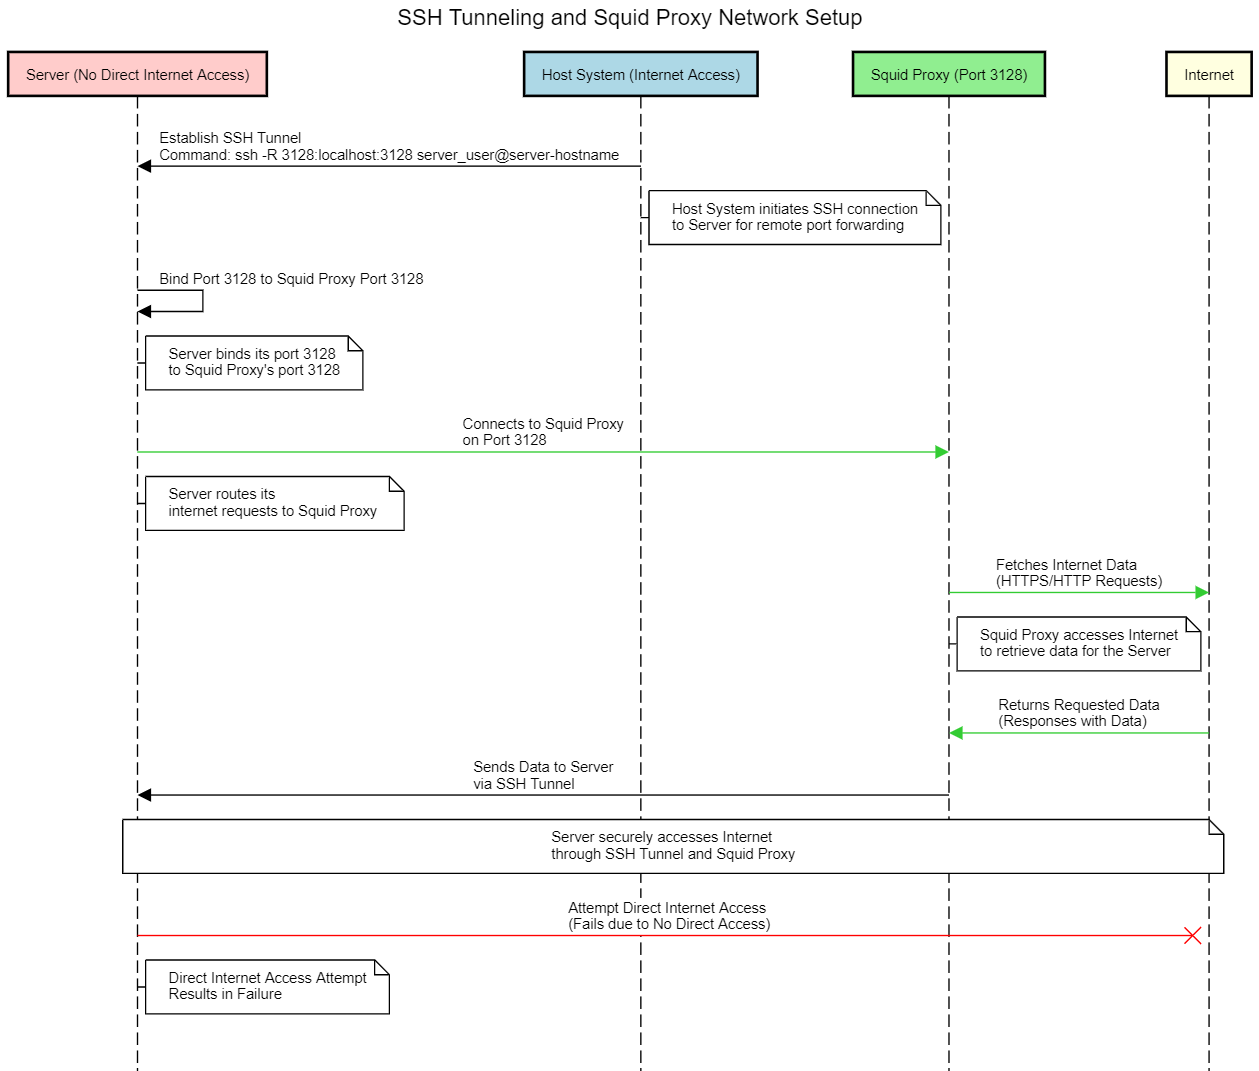 SSH Tunneling and Squid Proxy Network Setup
Server (No Direct Internet Access)
Host System (Internet Access)
Squid Proxy (Port 3128)
Internet
Establish SSH Tunnel
Command: ssh -R 3128:localhost:3128 server_user@server-hostname
Host System initiates SSH connection
to Server for remote port forwarding
Bind Port 3128 to Squid Proxy Port 3128
Server binds its port 3128
to Squid Proxy's port 3128
Connects to Squid Proxy
on Port 3128
Server routes its
internet requests to Squid Proxy
Fetches Internet Data
(HTTPS/HTTP Requests)
Squid Proxy accesses Internet
to retrieve data for the Server
Returns Requested Data
(Responses with Data)
Sends Data to Server
via SSH Tunnel
Server securely accesses Internet
through SSH Tunnel and Squid Proxy
Attempt Direct Internet Access
(Fails due to No Direct Access)
Direct Internet Access Attempt
Results in Failure